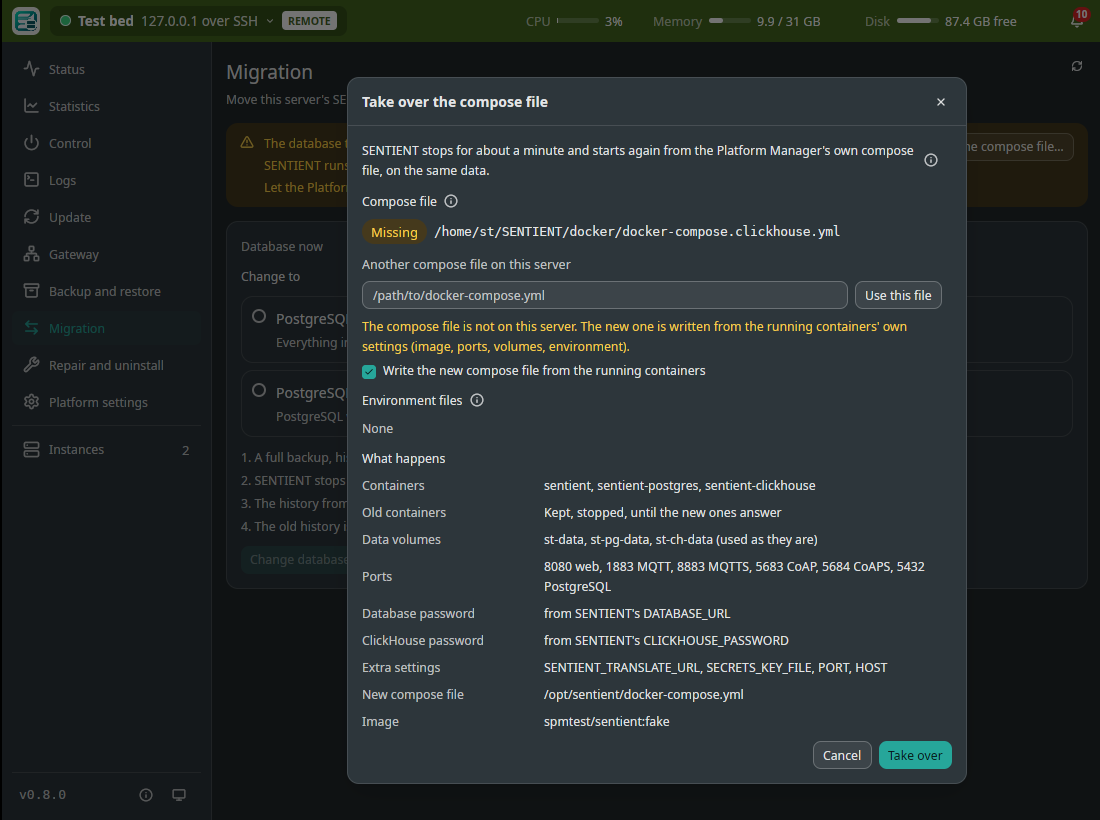 Test bed 127.0.0.1 over SSH REMOTE CPU 3% Memory 9.9 / 31 GB Disk 87.4 GB free 10
Status
Statistics
Control
Logs
Update
Gateway
Backup and restore
Migration
Repair and uninstall
Platform settings
Instances 2
v0.8.0
Migration
Move this server's SE
The database t
SENTIENT runs
Let the Platfor
he compose file...
Database now
Change to
PostgreSQL
Everything in
PostgreSQL
PostgreSQL
1. A full backup, hi
2. SENTIENT stops
3. The history from
4. The old history i
Change database
Take over the compose file
SENTIENT stops for about a minute and starts again from the Platform Manager's own compose
file, on the same data.
Compose file
Missing /home/st/SENTIENT/docker/docker-compose.clickhouse.yml
Another compose file on this server
/path/to/docker-compose.yml Use this file
The compose file is not on this server. The new one is written from the running containers' own
settings (image, ports, volumes, environment).
Write the new compose file from the running containers
Environment files
None
What happens
Containers sentient, sentient-postgres, sentient-clickhouse
Old containers Kept, stopped, until the new ones answer
Data volumes st-data, st-pg-data, st-ch-data (used as they are)
Ports 8080 web, 1883 MQTT, 8883 MQTTS, 5683 CoAP, 5684 CoAPS, 5432
PostgreSQL
Database password from SENTIENT's DATABASE_URL
ClickHouse password from SENTIENT's CLICKHOUSE_PASSWORD
Extra settings SENTIENT_TRANSLATE_URL, SECRETS_KEY_FILE, PORT, HOST
New compose file /opt/sentient/docker-compose.yml
Image spmtest/sentient:fake
Cancel Take over